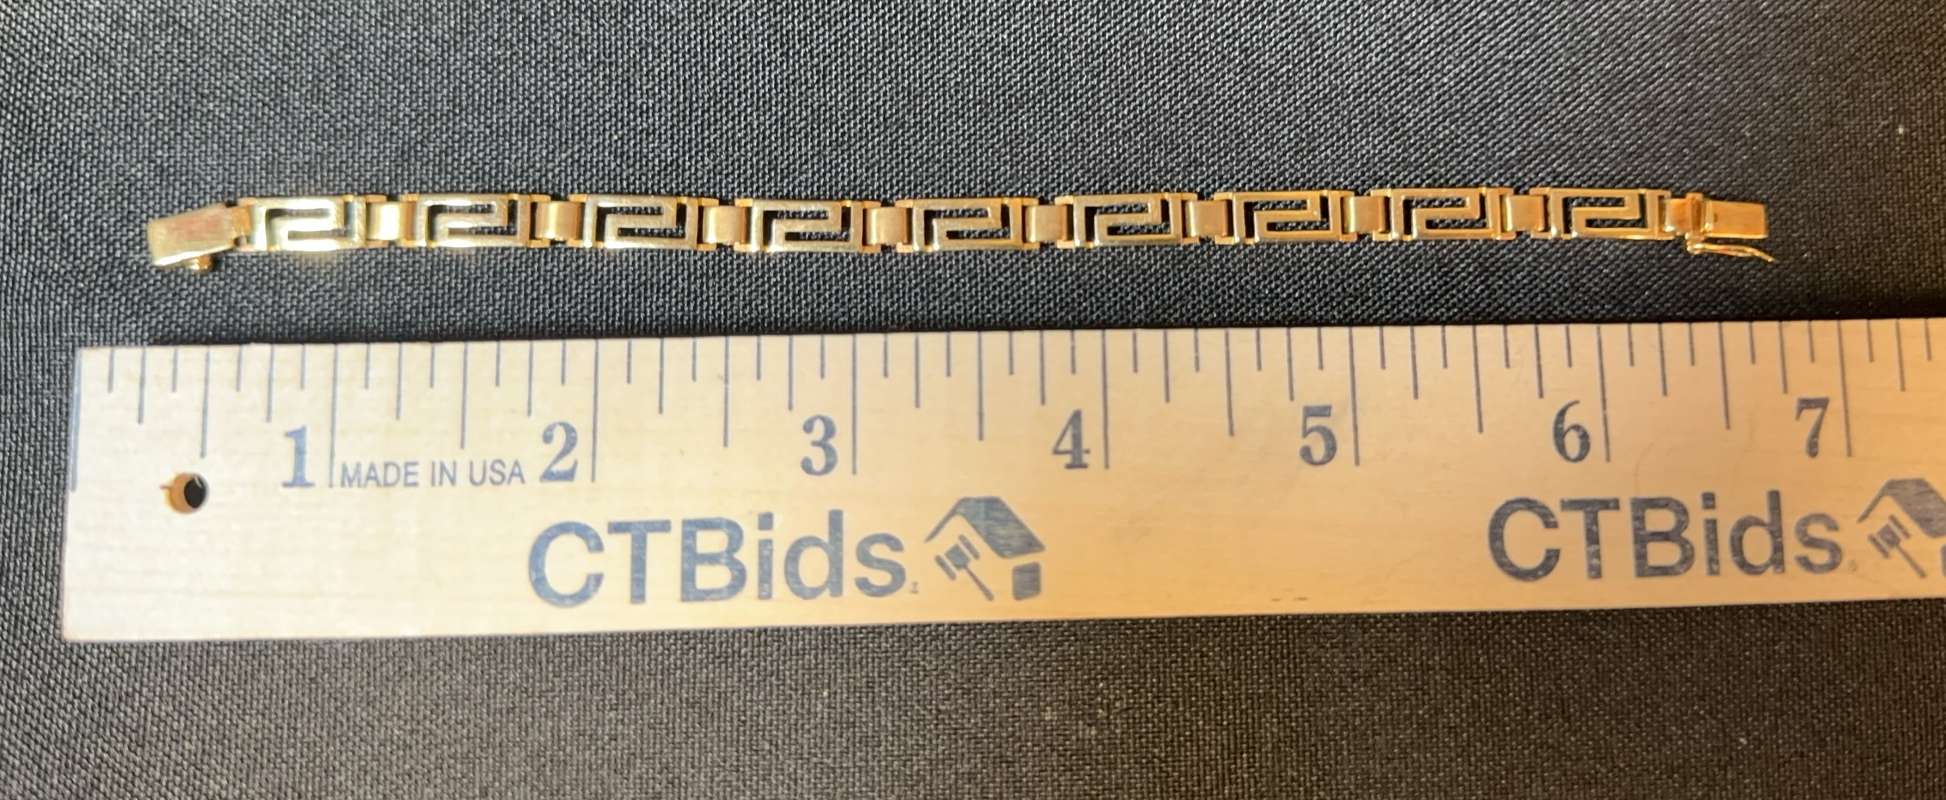 1 2 3 4 5 6 7
MADE IN USA
CTBids CTBids